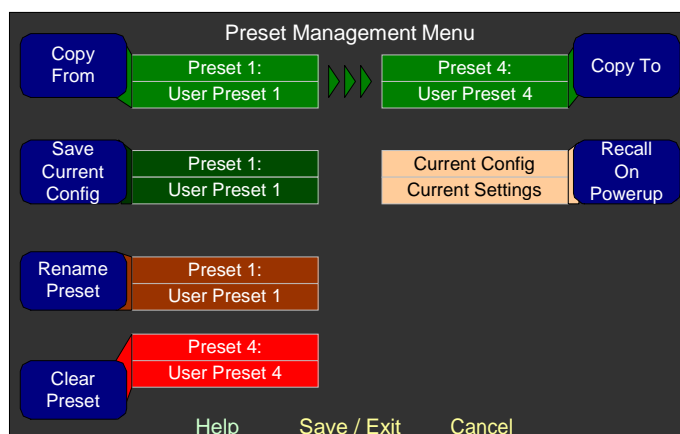 Preset Management Menu
Copy
From
Preset 1:
User Preset 1
Preset 4:
User Preset 4
Copy To
Save
Current
Config
Preset 1:
User Preset 1
Current Config
Current Settings
Recall
On
Powerup
Rename
Preset
Preset 1:
User Preset 1
Clear
Preset
Preset 4:
User Preset 4
Help
Save / Exit
Cancel